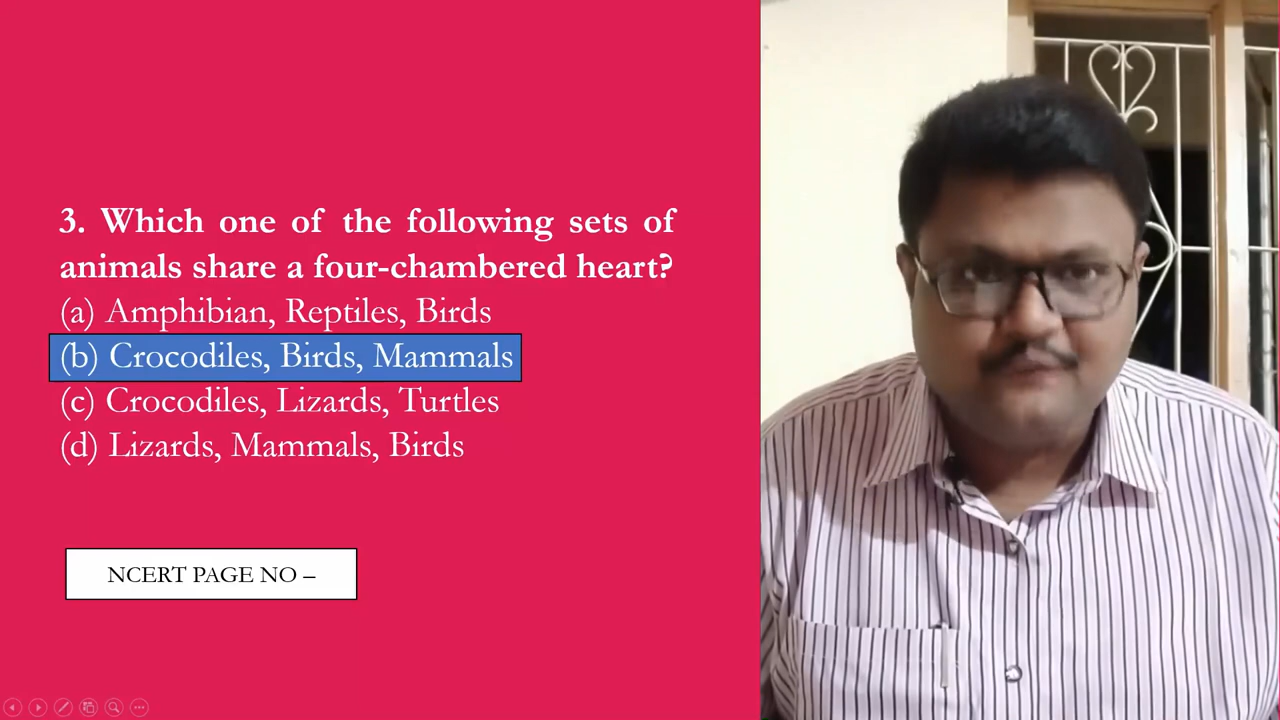 3. Which one of the following sets of
animals share a four-chambered heart?
(a) Amphibian, Reptiles, Birds
(b) Crocodiles, Birds, Mammals
(c) Crocodiles, Lizards, Turtles
(d) Lizards, Mammals, Birds
NCERT PAGE NO –